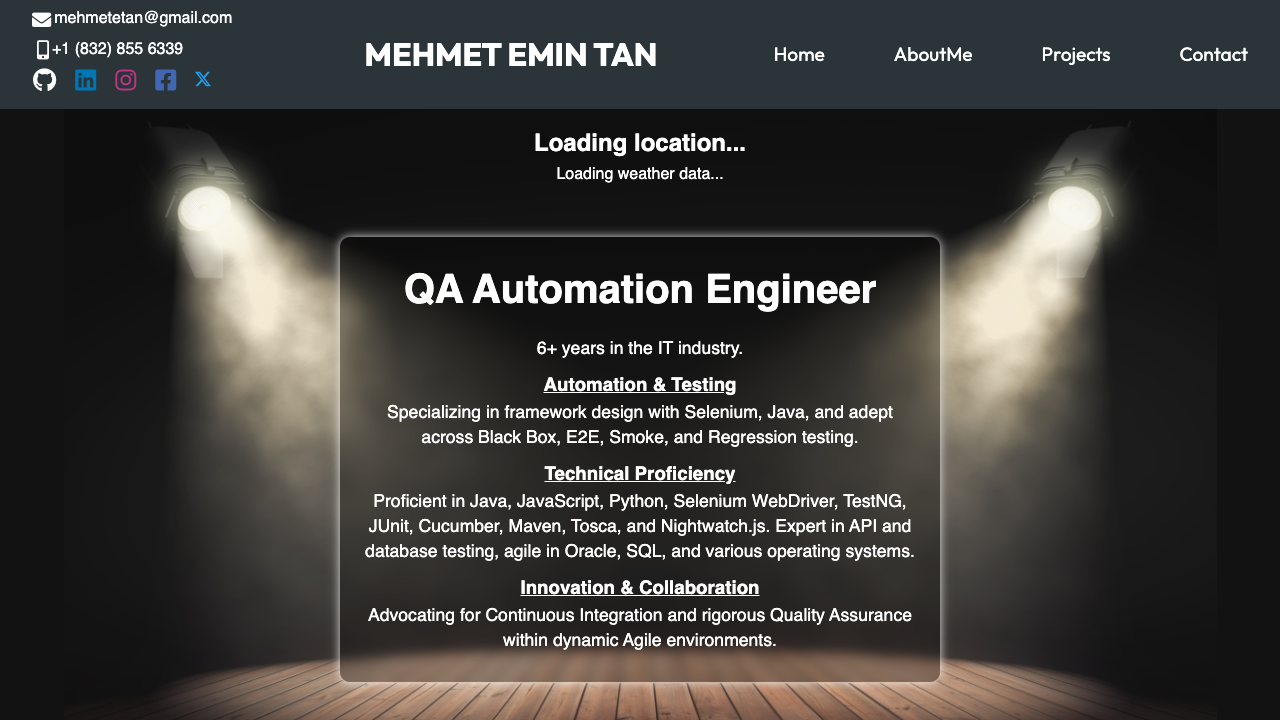 mehmetetan@gmail.com
+1 (832) 855 6339
MEHMET EMIN TAN
Home
AboutMe
Projects
Contact
Loading location...
Loading weather data...
QA Automation Engineer
6+ years in the IT industry.
Automation & Testing
Specializing in framework design with Selenium, Java, and adept
across Black Box, E2E, Smoke, and Regression testing.
Technical Proficiency
Proficient in Java, JavaScript, Python, Selenium WebDriver, TestNG,
JUnit, Cucumber, Maven, Tosca, and Nightwatch.js. Expert in API and
database testing, agile in Oracle, SQL, and various operating systems.
Innovation & Collaboration
Advocating for Continuous Integration and rigorous Quality Assurance
within dynamic Agile environments.